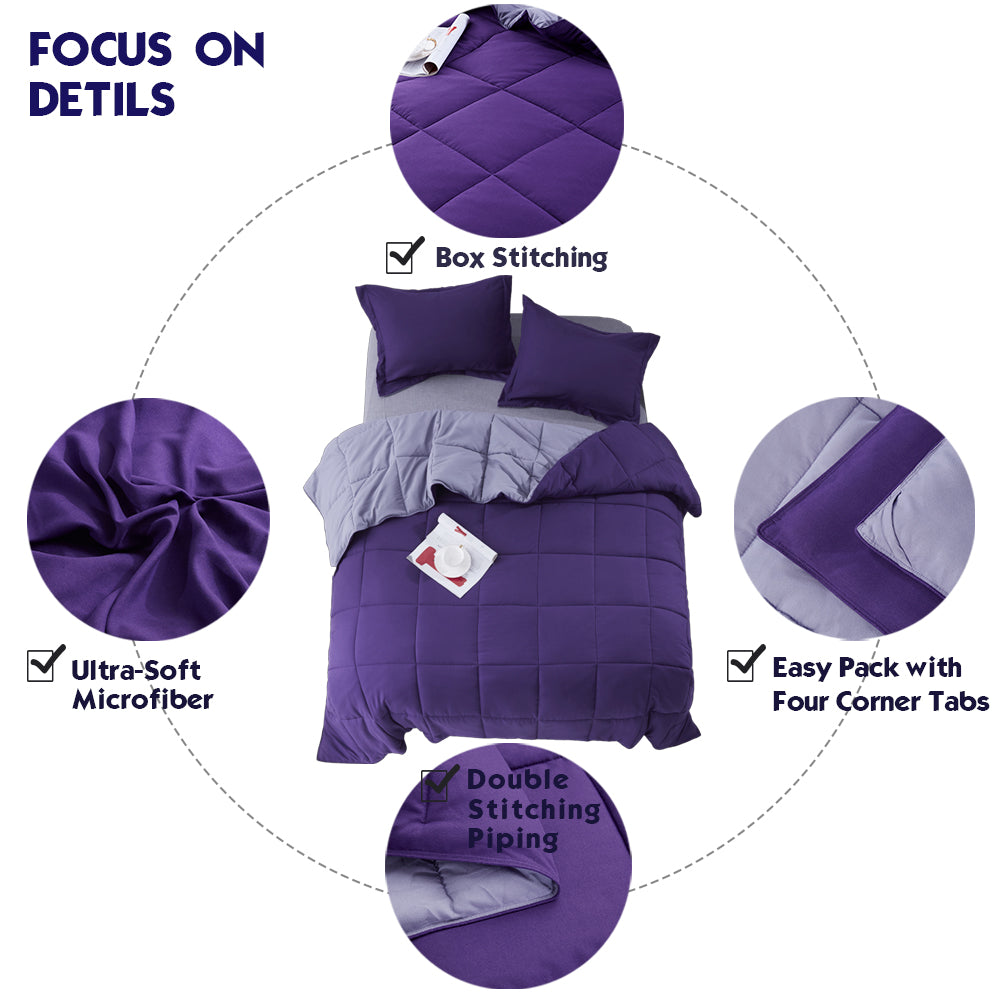 FOCUS ON
DETILS
Box Stitching
Ultra-Soft
Microfiber
Easy Pack with
Four Corner Tabs
Double
Stitching
Piping